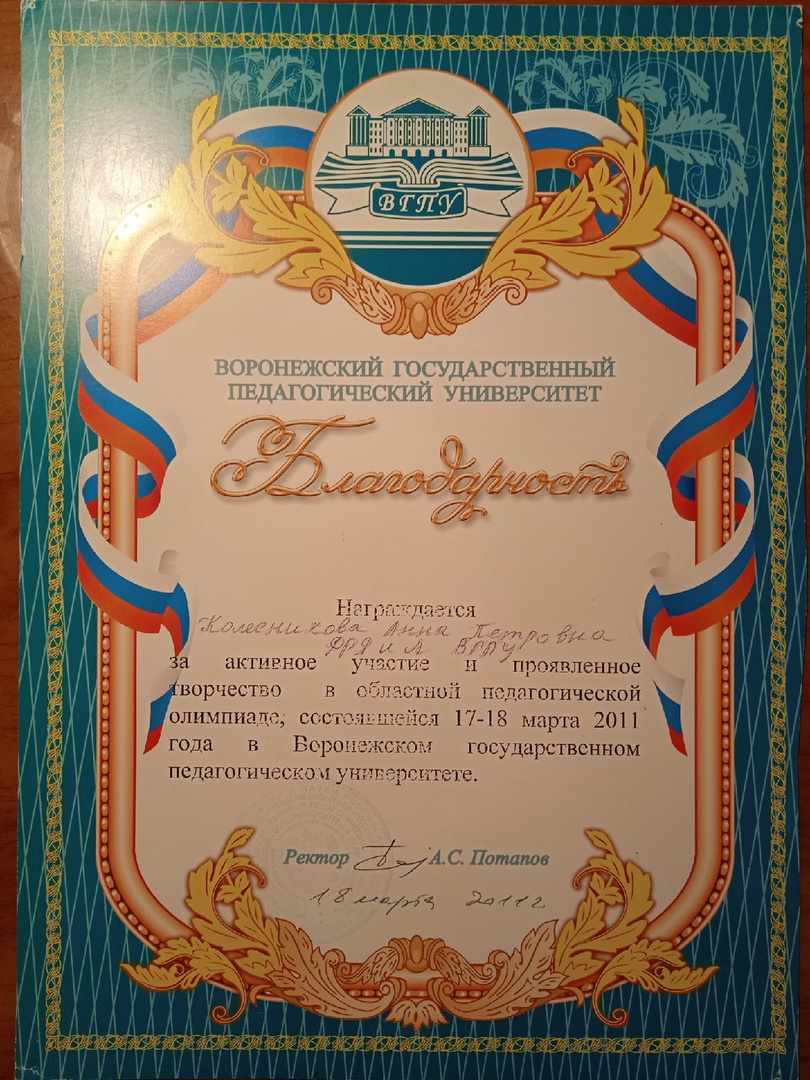 ВГПУ
ВОРОНЕЖСКИЙ ГОСУДАРСТВЕННЫЙ
ПЕДАГОГИЧЕСКИЙ УНИВЕРСИТЕТ
Благодарность
Награждается
Колесникова Анна Петровна
ФРЯиЛ ВГПУ
за активное участие и проявленное
творчество в областной педагогической
олимпиаде, состоявшейся 17-18 марта 2011
года в Воронежском государственном
педагогическом университете.
Ректор А.С. Потапов
18 марта 2011г